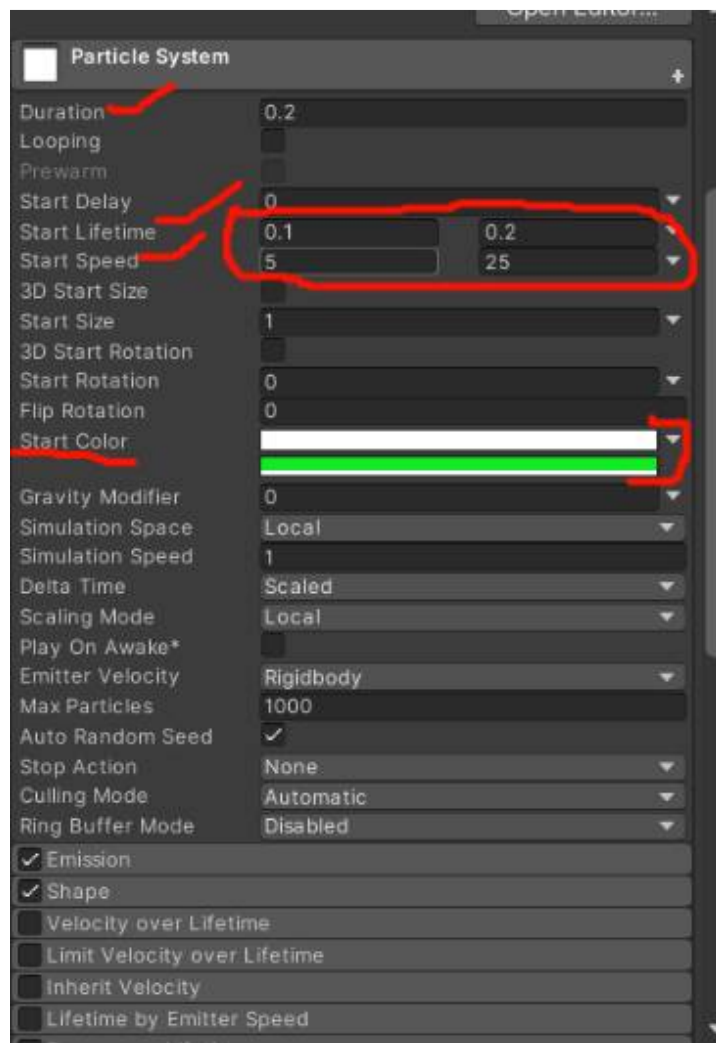 Open Editor...
Particle System
+
Duration 0.2
Looping
Prewarm
Start Delay 0
Start Lifetime 0.1 0.2
Start Speed 5 25
3D Start Size
Start Size 1
3D Start Rotation
Start Rotation 0
Flip Rotation 0
Start Color
Gravity Modifier 0
Simulation Space Local
Simulation Speed 1
Delta Time Scaled
Scaling Mode Local
Play On Awake*
Emitter Velocity Rigidbody
Max Particles 1000
Auto Random Seed
Stop Action None
Culling Mode Automatic
Ring Buffer Mode Disabled
Emission
Shape
Velocity over Lifetime
Limit Velocity over Lifetime
Inherit Velocity
Lifetime by Emitter Speed